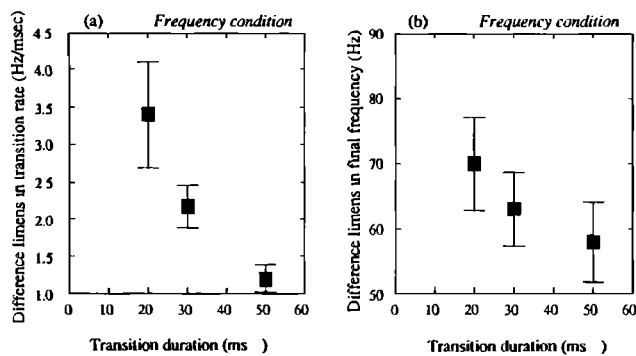 (a) Frequency condition
Difference limens in transition rate (Hz/msec)
4.5
4.0
3.5
3.0
2.5
2.0
1.5
1.0
0 10 20 30 40 50 60
Transition duration (ms )
(b) Frequency condition
Difference limens in final frequency (Hz)
90
80
70
60
50
0 10 20 30 40 50 60
Transition duration (ms )